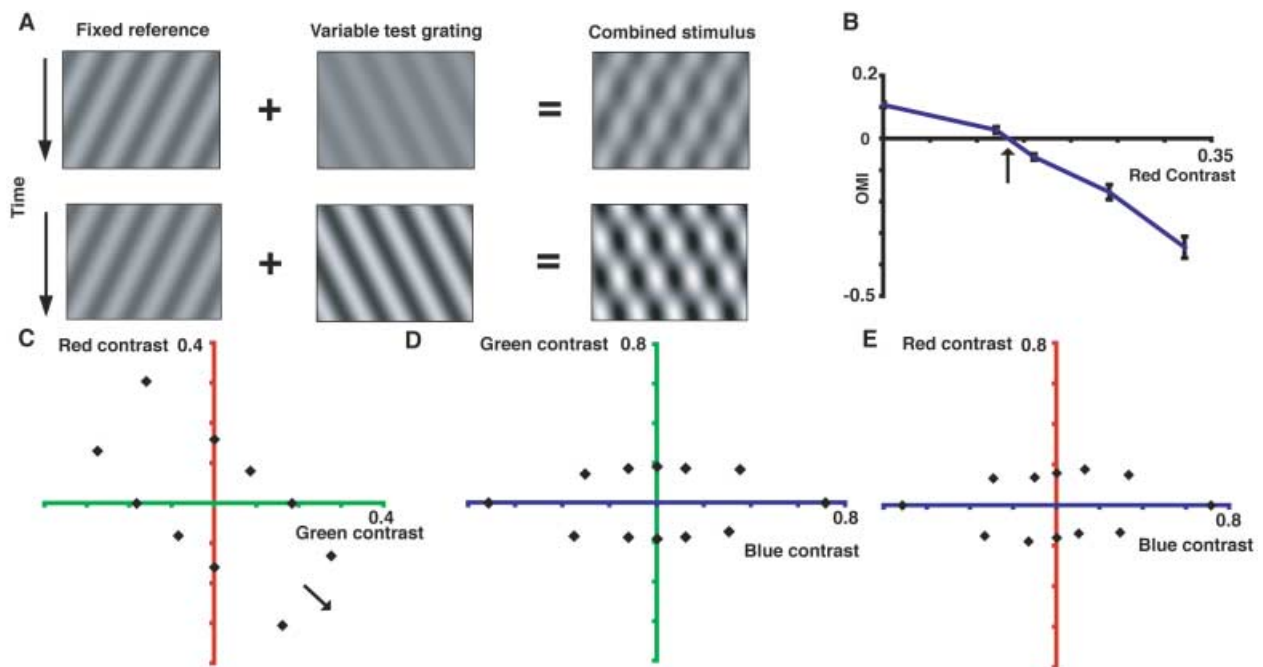 A
Fixed reference
Variable test grating
Combined stimulus
+
=
Time
+
=
B
0.2
0
0.35
Red Contrast
OMI
-0.5
C
Red contrast 0.4
0.4
Green contrast
D
Green contrast 0.8
0.8
Blue contrast
E
Red contrast 0.8
0.8
Blue contrast